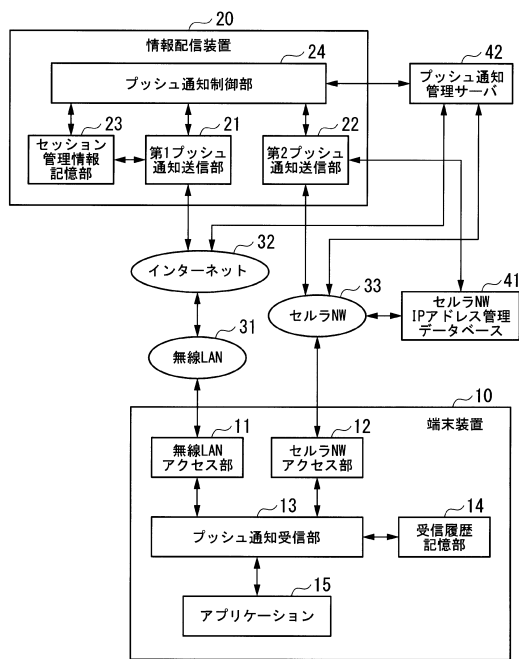 20
情報配信装置
24
プッシュ通知制御部
42
プッシュ通知
管理サーバ
23
セッション
管理情報
記憶部
21
第1プッシュ
通知送信部
22
第2プッシュ
通知送信部
32
インターネット
33
セルラNW
41
セルラNW
IPアドレス管理
データベース
31
無線LAN
10
端末装置
11
無線LAN
アクセス部
12
セルラNW
アクセス部
13
プッシュ通知受信部
14
受信履歴
記憶部
15
アプリケーション